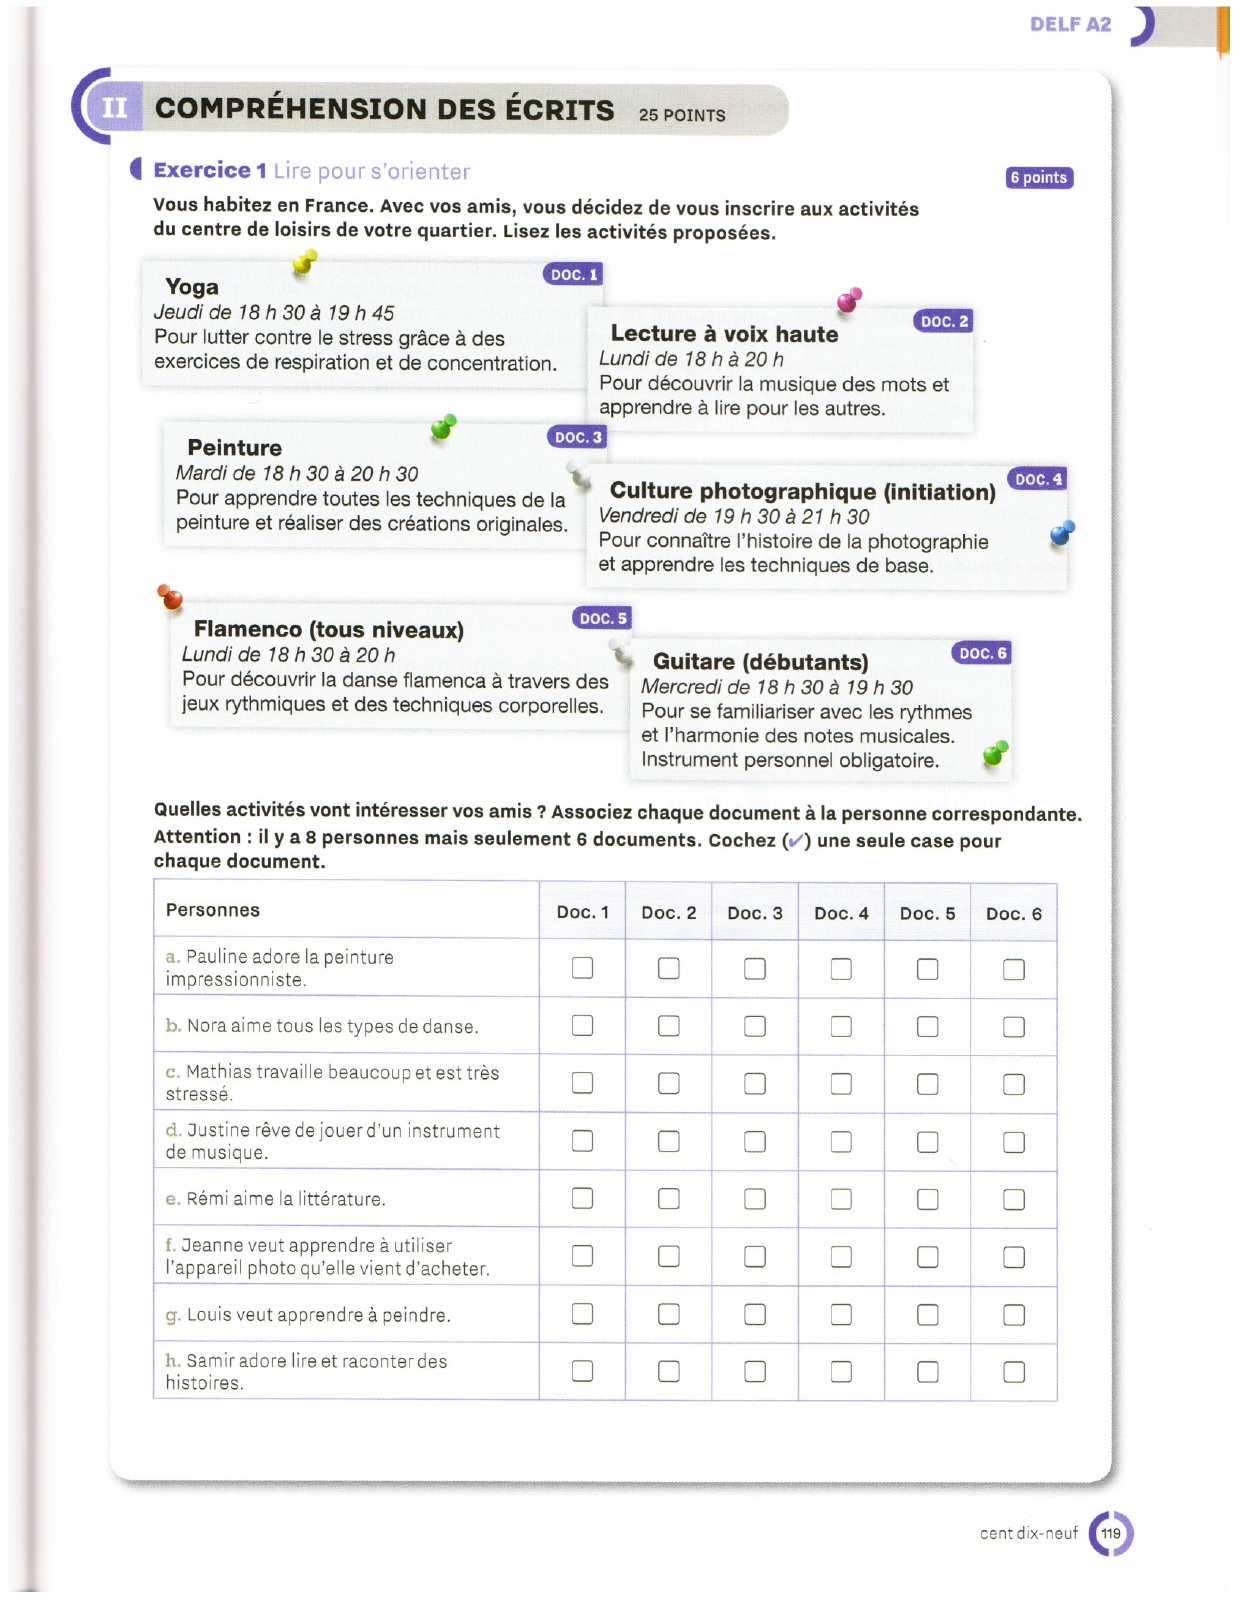 DELF A2
II COMPRÉHENSION DES ÉCRITS 25 POINTS
Exercice 1 Lire pour s'orienter
6 points
Vous habitez en France. Avec vos amis, vous décidez de vous inscrire aux activités
du centre de loisirs de votre quartier. Lisez les activités proposées.
DOC. 1
Yoga
Jeudi de 18 h 30 à 19 h 45
Pour lutter contre le stress grâce à des
exercices de respiration et de concentration.
DOC. 2
Lecture à voix haute
Lundi de 18 h à 20 h
Pour découvrir la musique des mots et
apprendre à lire pour les autres.
DOC. 3
Peinture
Mardi de 18 h 30 à 20 h 30
Pour apprendre toutes les techniques de la
peinture et réaliser des créations originales.
DOC. 4
Culture photographique (initiation)
Vendredi de 19 h 30 à 21 h 30
Pour connaître l'histoire de la photographie
et apprendre les techniques de base.
DOC. 5
Flamenco (tous niveaux)
Lundi de 18 h 30 à 20 h
Pour découvrir la danse flamenca à travers des
jeux rythmiques et des techniques corporelles.
DOC. 6
Guitare (débutants)
Mercredi de 18 h 30 à 19 h 30
Pour se familiariser avec les rythmes
et l'harmonie des notes musicales.
Instrument personnel obligatoire.
Quelles activités vont intéresser vos amis ? Associez chaque document à la personne correspondante.
Attention : il y a 8 personnes mais seulement 6 documents. Cochez (✔) une seule case pour
chaque document.
Personnes Doc. 1 Doc. 2 Doc. 3 Doc. 4 Doc. 5 Doc. 6
a. Pauline adore la peinture
impressionniste.
b. Nora aime tous les types de danse.
c. Mathias travaille beaucoup et est très
stressé.
d. Justine rêve de jouer d'un instrument
de musique.
e. Rémi aime la littérature.
f. Jeanne veut apprendre à utiliser
l'appareil photo qu'elle vient d'acheter.
g. Louis veut apprendre à peindre.
h. Samir adore lire et raconter des
histoires.
cent dix-neuf 119